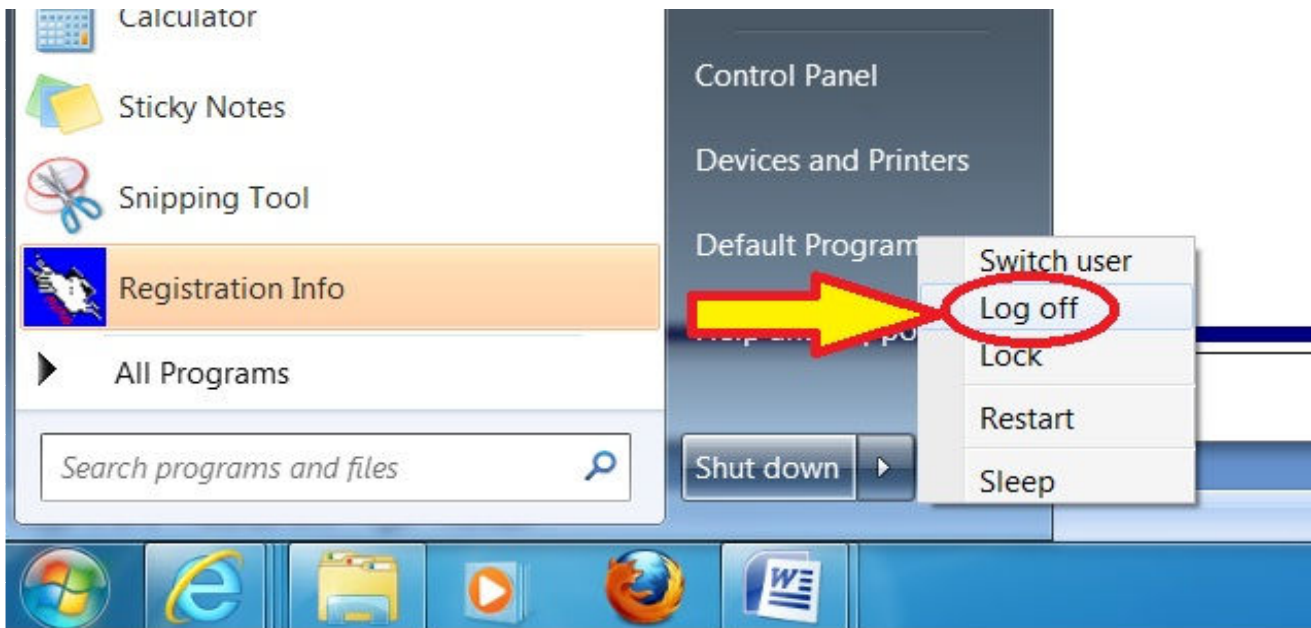 Calculator
Sticky Notes
Snipping Tool
Registration Info
All Programs
Search programs and files
Control Panel
Devices and Printers
Default Program
Help
Shut down
Switch user
Log off
Lock
Restart
Sleep
W